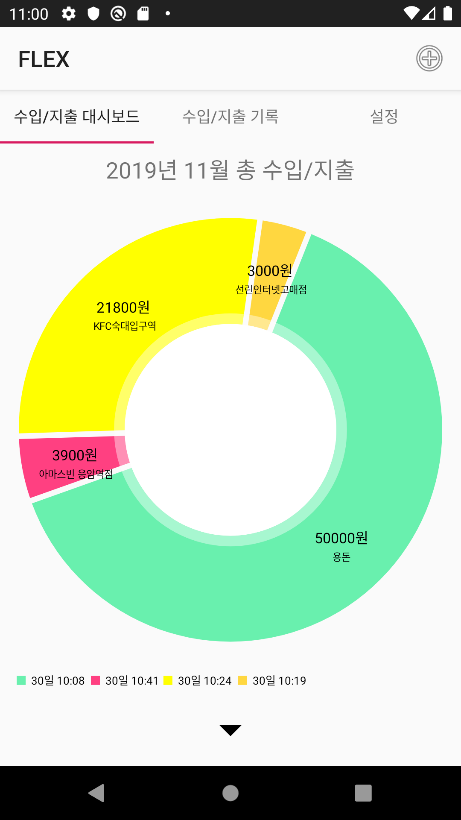 11:00
FLEX
수입/지출 대시보드
수입/지출 기록
설정
2019년 11월 총 수입/지출
3000원
선린인터넷고매점
21800원
KFC숙대입구역
3900원
아마스빈 응암역점
50000원
용돈
30일 10:08
30일 10:41
30일 10:24
30일 10:19